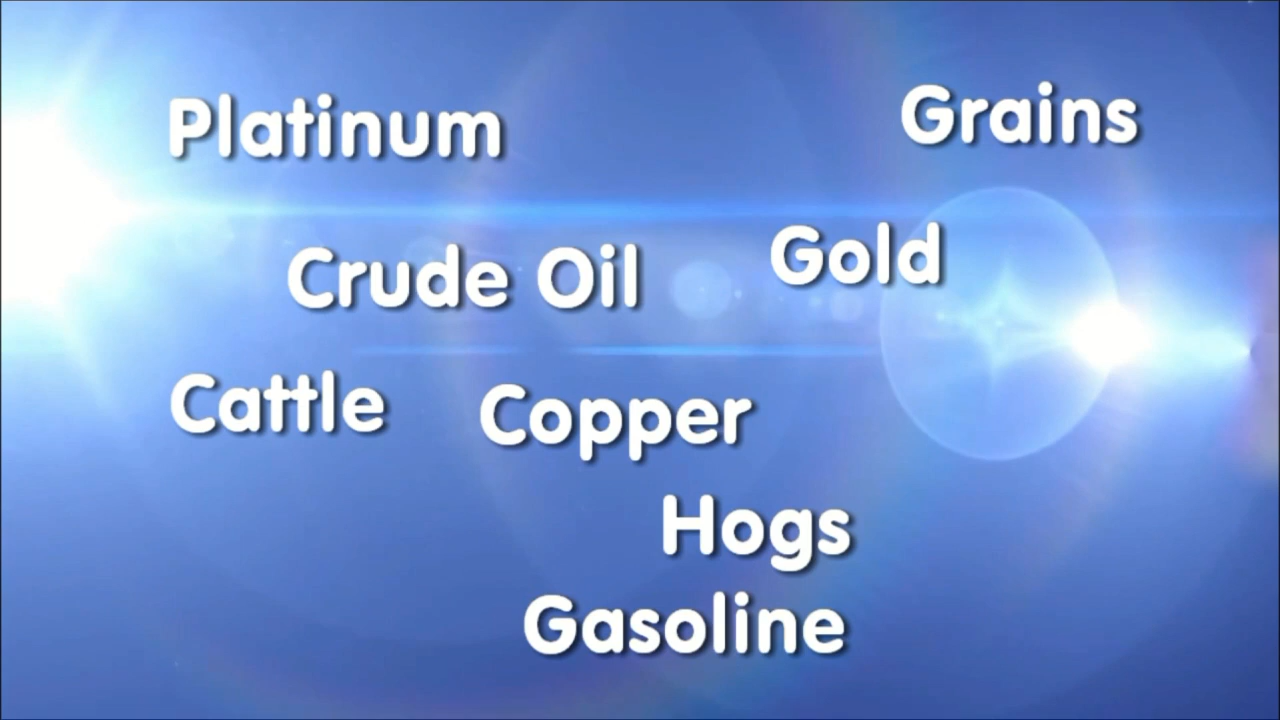 Platinum
Grains
Crude Oil
Gold
Cattle
Copper
Hogs
Gasoline